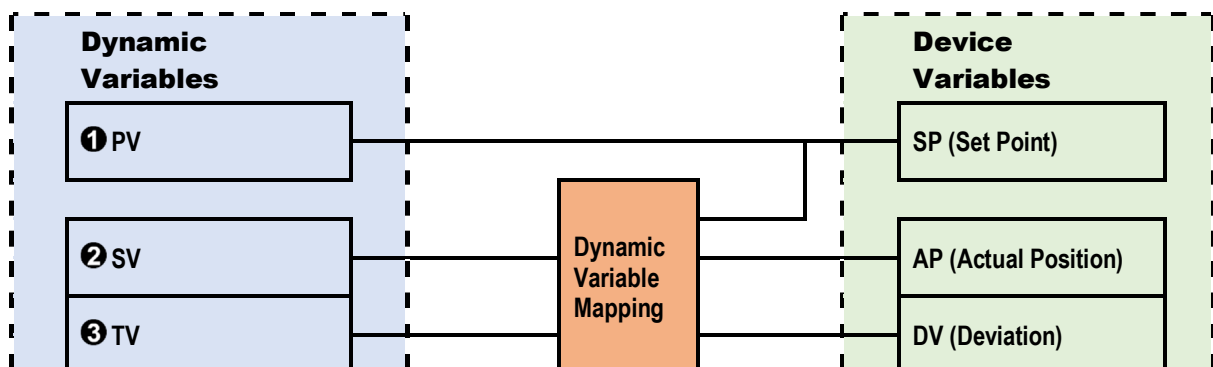 Dynamic
Variables
❶ PV
❷ SV
❸ TV
Dynamic
Variable
Mapping
Device
Variables
SP (Set Point)
AP (Actual Position)
DV (Deviation)